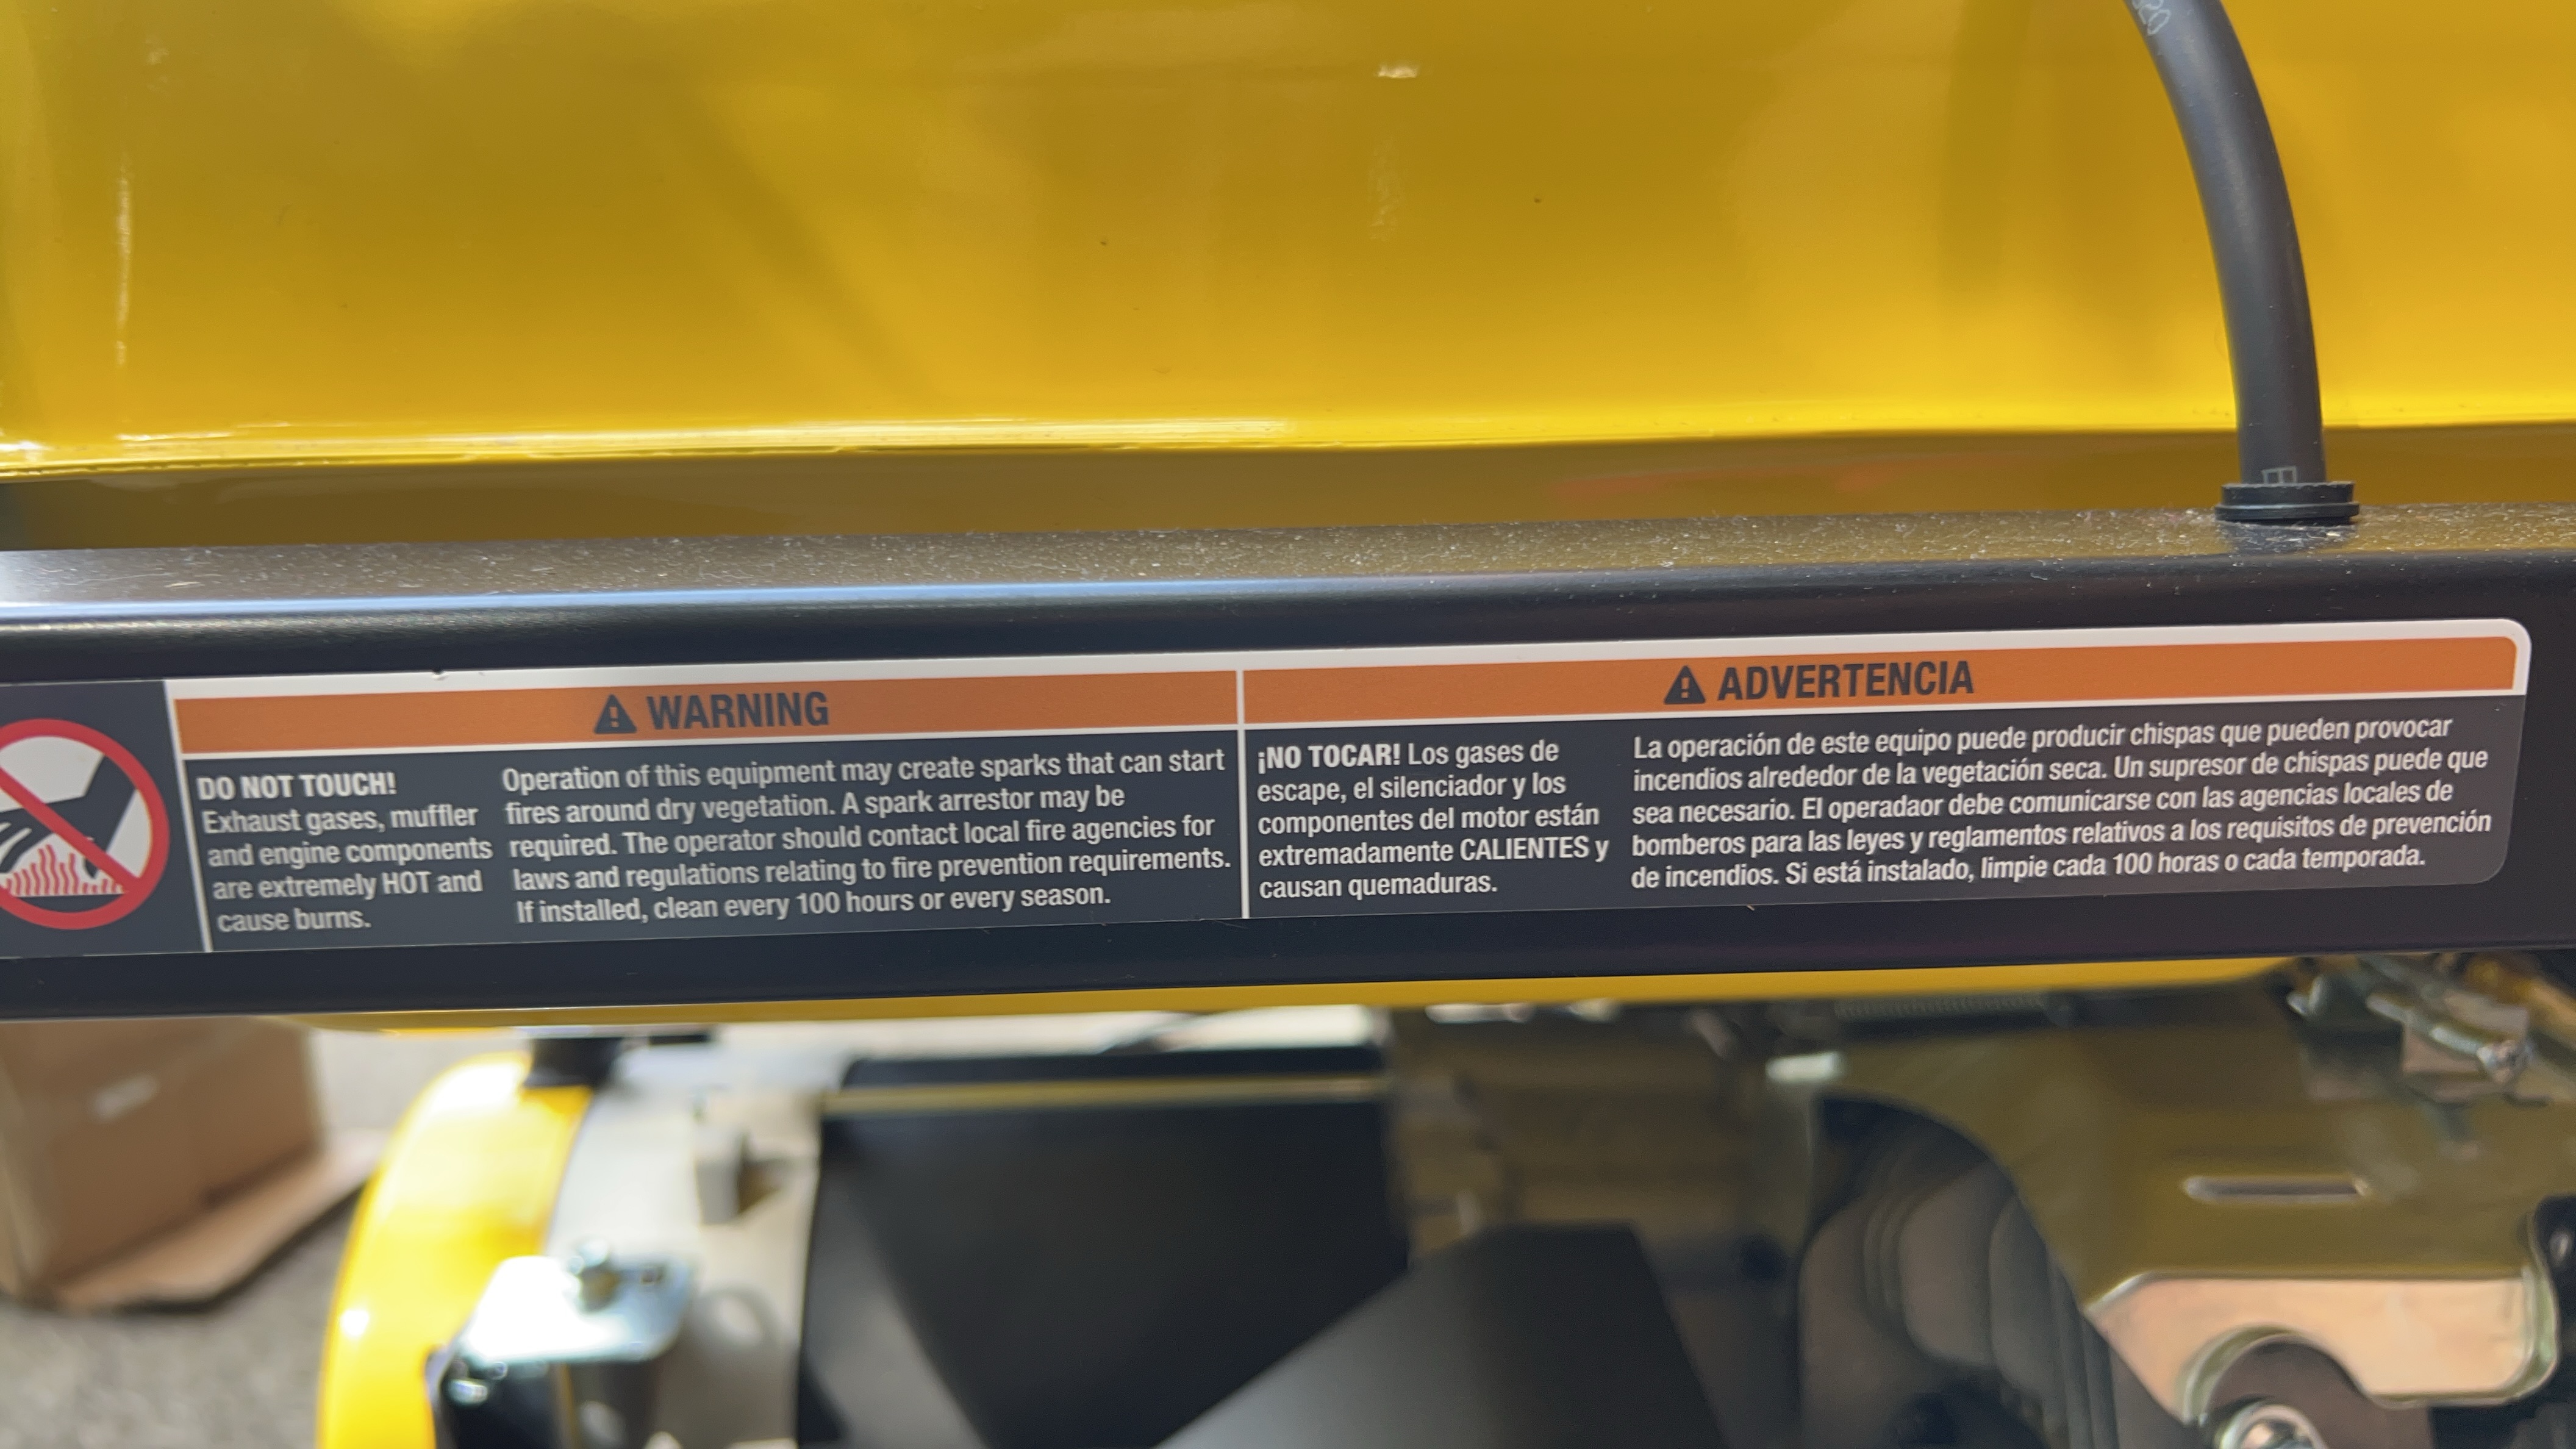 20
WARNING
DO NOT TOUCH!
Exhaust gases, muffler
and engine components
are extremely HOT and
cause burns.
Operation of this equipment may create sparks that can start
fires around dry vegetation. A spark arrestor may be
required. The operator should contact local fire agencies for
laws and regulations relating to fire prevention requirements.
If installed, clean every 100 hours or every season.
ADVERTENCIA
¡NO TOCAR! Los gases de
escape, el silenciador y los
componentes del motor están
extremadamente CALIENTES y
causan quemaduras.
La operación de este equipo puede producir chispas que pueden provocar
incendios alrededor de la vegetación seca. Un supresor de chispas puede que
sea necesario. El operadaor debe comunicarse con las agencias locales de
bomberos para las leyes y reglamentos relativos a los requisitos de prevención
de incendios. Si está instalado, limpie cada 100 horas o cada temporada.